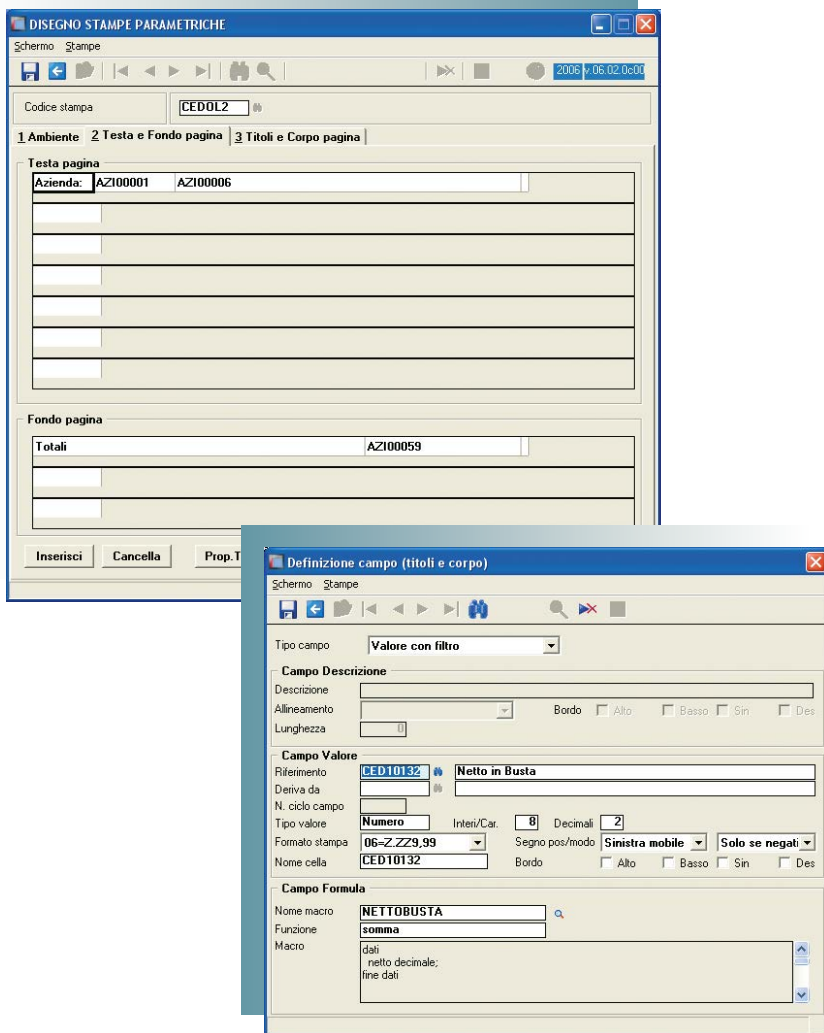 DISEGNO STAMPE PARAMETRICHE
Schermo Stampe
2006 v.06.02.0c00
Codice stampa CEDOL2
1 Ambiente 2 Testa e Fondo pagina 3 Titoli e Corpo pagina
Testa pagina
Azienda: AZI00001 AZI00006
Fondo pagina
Totali AZI00059
Inserisci Cancella Prop.T
Definizione campo (titoli e corpo)
Schermo Stampe
Tipo campo Valore con filtro
Campo Descrizione
Descrizione
Allineamento Bordo Alto Basso Sin Des
Lunghezza 0
Campo Valore
Riferimento CED10132 Netto in Busta
Deriva da
N. ciclo campo
Tipo valore Numero Interi/Car. 8 Decimali 2
Formato stampa 06=Z.ZZ9,99 Segno pos/modo Sinistra mobile Solo se negati
Nome cella CED10132 Bordo Alto Basso Sin Des
Campo Formula
Nome macro NETTOBUSTA
Funzione somma
Macro dati
netto decimale;
fine dati